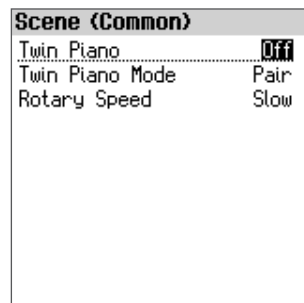 Scene (Common)
Twin Piano Off
Twin Piano Mode Pair
Rotary Speed Slow